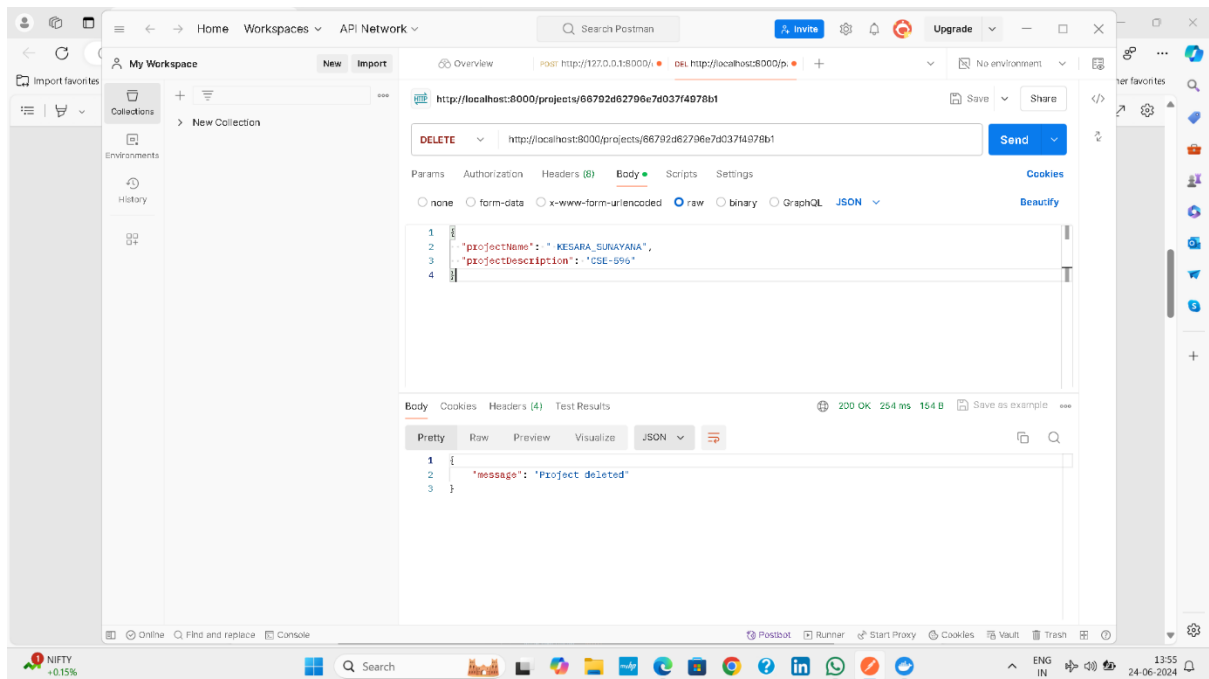 Home Workspaces API Network Search Postman Invite Upgrade
My Workspace New Import Overview POST http://127.0.0.1:8000/ DEL http://localhost:8000/p: + No environment
Import favorites
her favorites
Collections
http://localhost:8000/projects/66792d62796e7d037f4978b1 Save Share
New Collection
DELETE http://localhost:8000/projects/66792d62796e7d037f4978b1 Send
Environments
Params Authorization Headers (8) Body Scripts Settings Cookies
History
none form-data x-www-form-urlencoded raw binary GraphQL JSON Beautify
1 {
2 "projectName": " KESARA_SUNAYANA",
3 "projectDescription": "CSE-596"
4 }
Body Cookies Headers (4) Test Results 200 OK 254 ms 154 B Save as example
Pretty Raw Preview Visualize JSON
1 {
2 "message": "Project deleted"
3 }
Online Find and replace Console Postbot Runner Start Proxy Cookies Vault Trash
1 NIFTY
+0.15%
Search
ENG
IN
13:55
24-06-2024